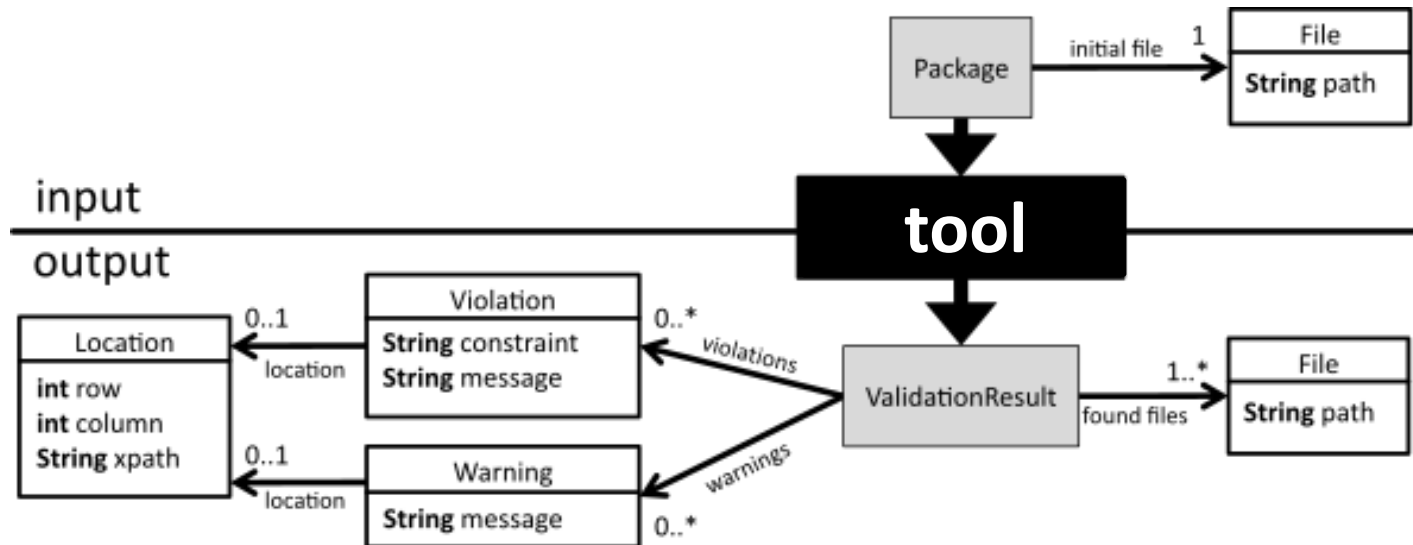 initial file
1
File
String path
Package
input
tool
output
Violation
String constraint
String message
0..*
violations
0..1
location
Location
int row
int column
String xpath
ValidationResult
1..*
found files
File
String path
0..1
location
Warning
String message
warnings
0..*